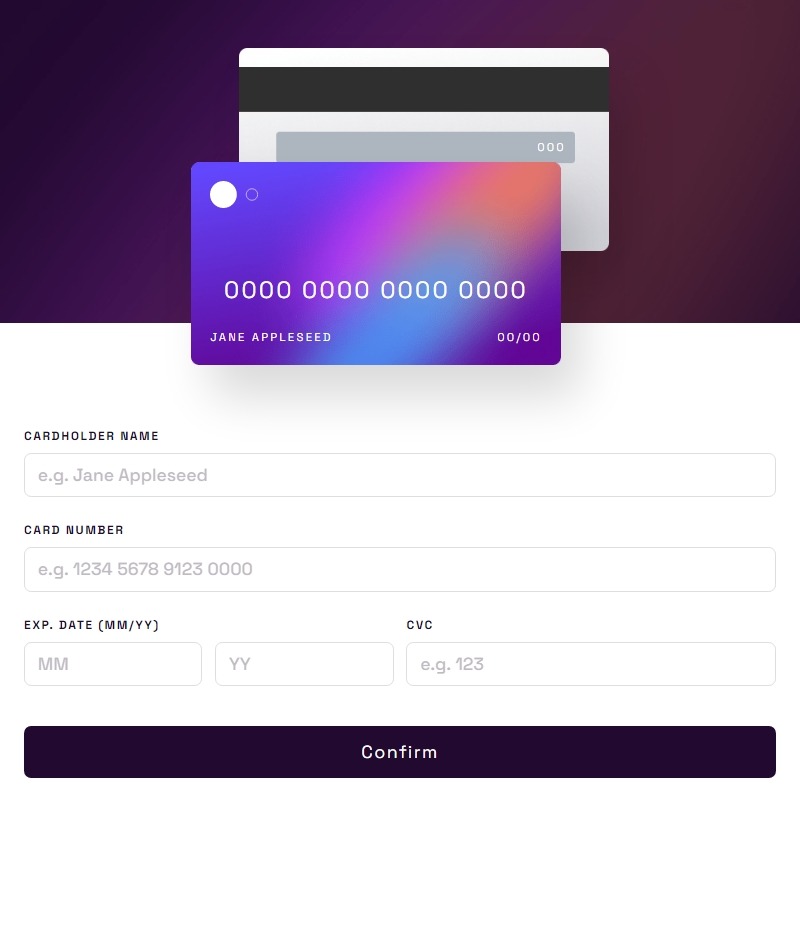 000
0000 0000 0000 0000
JANE APPLESEED 00/00
CARDHOLDER NAME
e.g. Jane Appleseed
CARD NUMBER
e.g. 1234 5678 9123 0000
EXP. DATE (MM/YY) CVC
MM YY e.g. 123
Confirm